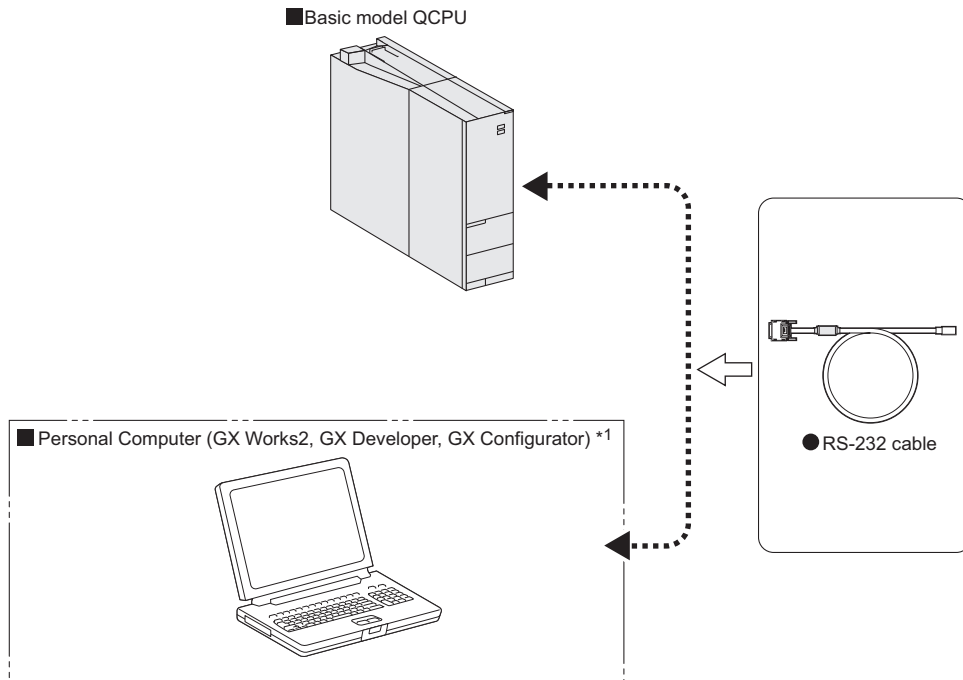 ■Basic model QCPU
■ Personal Computer (GX Works2, GX Developer, GX Configurator) *1
●RS-232 cable